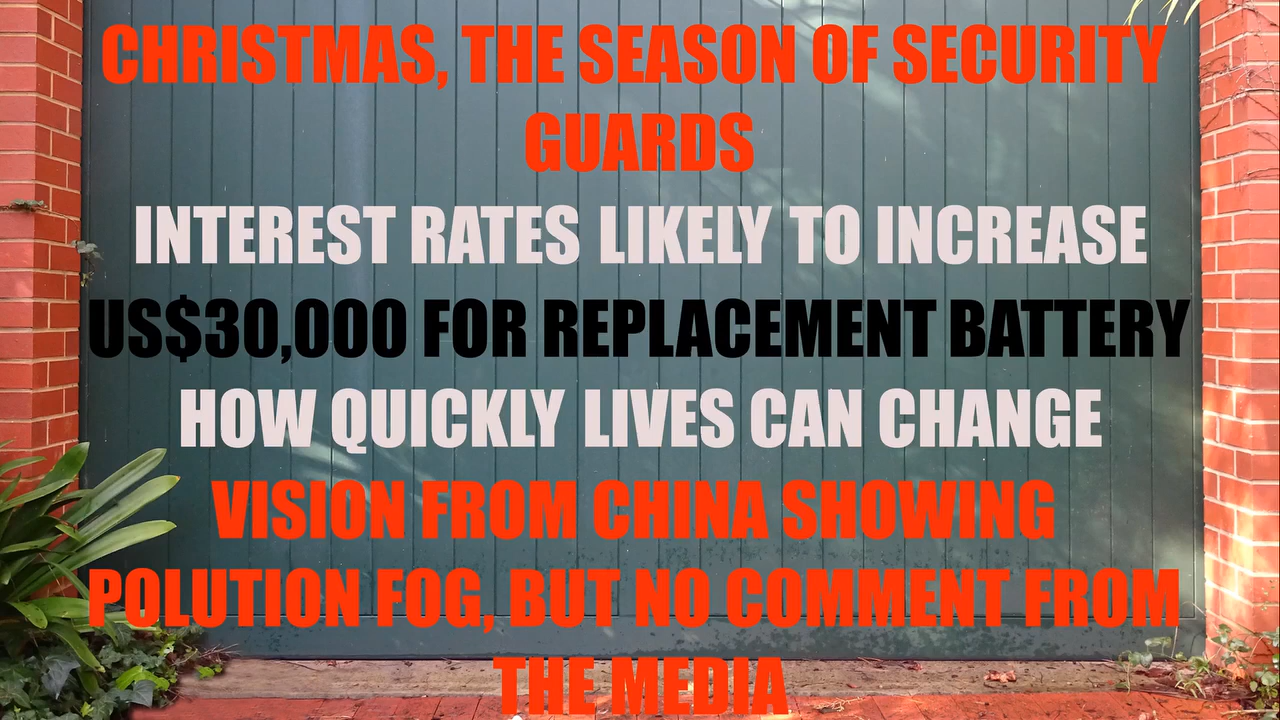 CHRISTMAS, THE SEASON OF SECURITY
GUARDS
INTEREST RATES LIKELY TO INCREASE
US$30,000 FOR REPLACEMENT BATTERY
HOW QUICKLY LIVES CAN CHANGE
VISION FROM CHINA SHOWING
POLUTION FOG, BUT NO COMMENT FROM
THE MEDIA